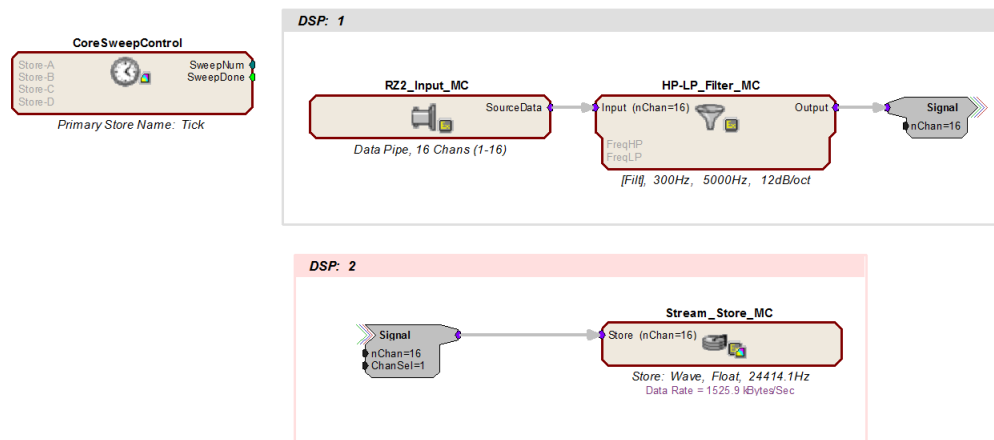 DSP: 1
CoreSweepControl
Store-A
Store-B
Store-C
Store-D
SweepNum
SweepDone
Primary Store Name: Tick
RZ2_Input_MC
SourceData
Data Pipe, 16 Chans (1-16)
HP-LP_Filter_MC
Input (nChan=16)
Output
FreqHP
FreqLP
[Filt], 300Hz, 5000Hz, 12dB/oct
Signal
nChan=16
DSP: 2
Signal
nChan=16
ChanSel=1
Stream_Store_MC
Store (nChan=16)
Store: Wave, Float, 24414.1Hz
Data Rate = 1525.9 kBytes/Sec